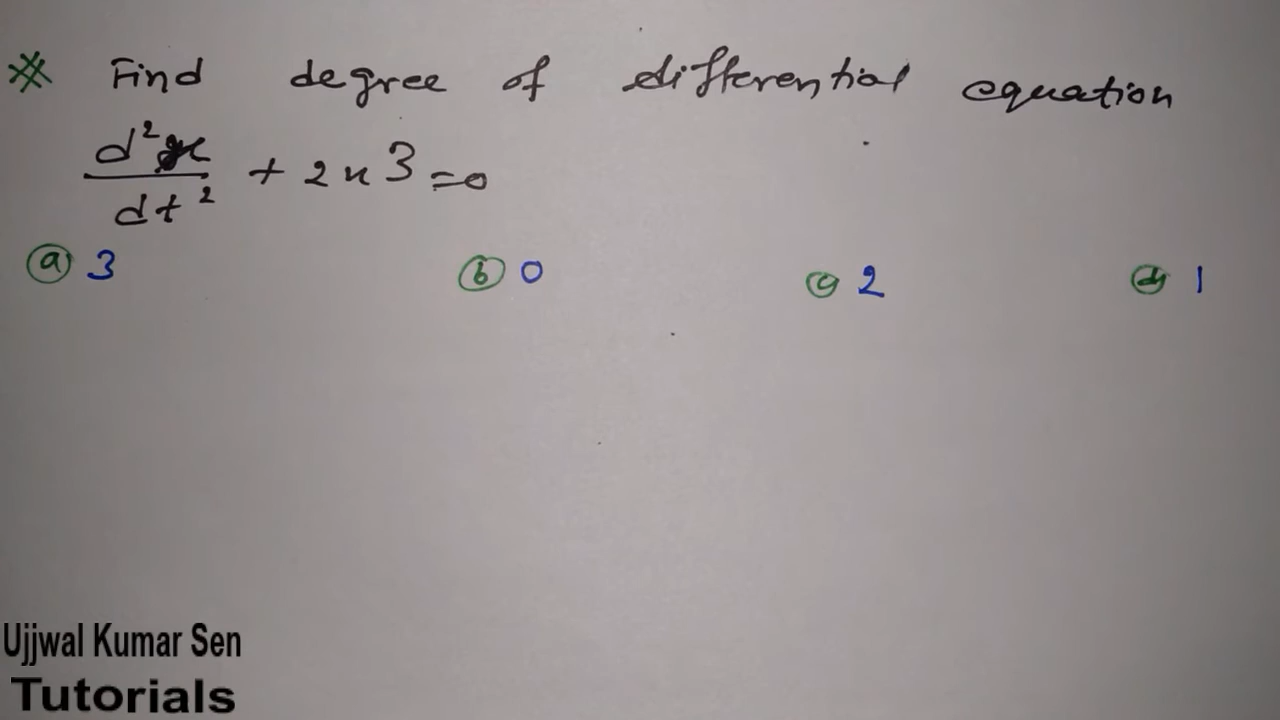 ※ Find degree of differential equation
d²x/dt² + 2x³ = 0
(a) 3 (b) 0 (c) 2 (d) 1
Ujjwal Kumar Sen
Tutorials